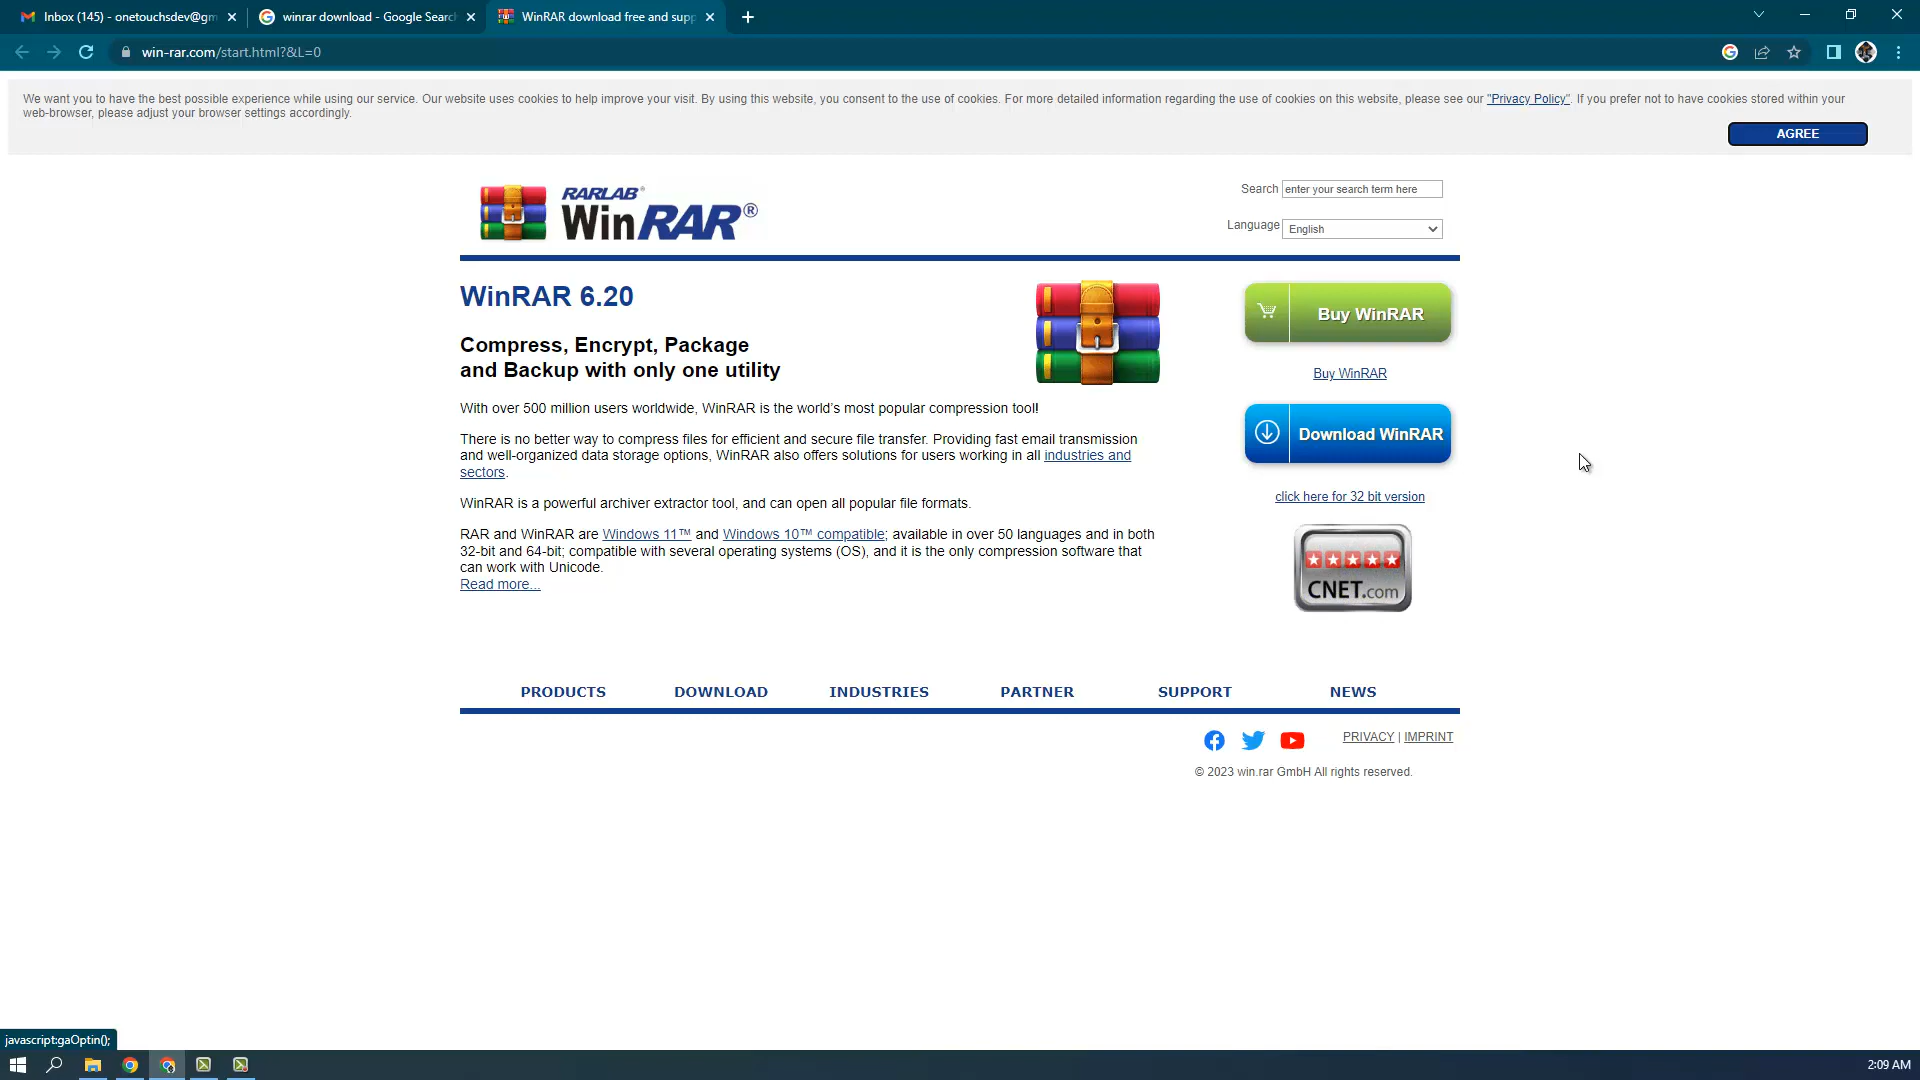 Inbox (145) - onetouchsdev@gm
winrar download - Google Search
WinRAR download free and supp
win-rar.com/start.html?&L=0
We want you to have the best possible experience while using our service. Our website uses cookies to help improve your visit. By using this website, you consent to the use of cookies. For more detailed information regarding the use of cookies on this website, please see our "Privacy Policy". If you prefer not to have cookies stored within your
web-browser, please adjust your browser settings accordingly.
AGREE
RARLAB®
WinRAR®
Search enter your search term here
Language English
WinRAR 6.20
Compress, Encrypt, Package
and Backup with only one utility
With over 500 million users worldwide, WinRAR is the world’s most popular compression tool!
There is no better way to compress files for efficient and secure file transfer. Providing fast email transmission
and well-organized data storage options, WinRAR also offers solutions for users working in all industries and
sectors.
WinRAR is a powerful archiver extractor tool, and can open all popular file formats.
RAR and WinRAR are Windows 11™ and Windows 10™ compatible; available in over 50 languages and in both
32-bit and 64-bit; compatible with several operating systems (OS), and it is the only compression software that
can work with Unicode.
Read more...
Buy WinRAR
Buy WinRAR
Download WinRAR
click here for 32 bit version
CNET.com
PRODUCTS DOWNLOAD INDUSTRIES PARTNER SUPPORT NEWS
PRIVACY | IMPRINT
© 2023 win.rar GmbH All rights reserved.
javascript:gaOptin();
2:09 AM